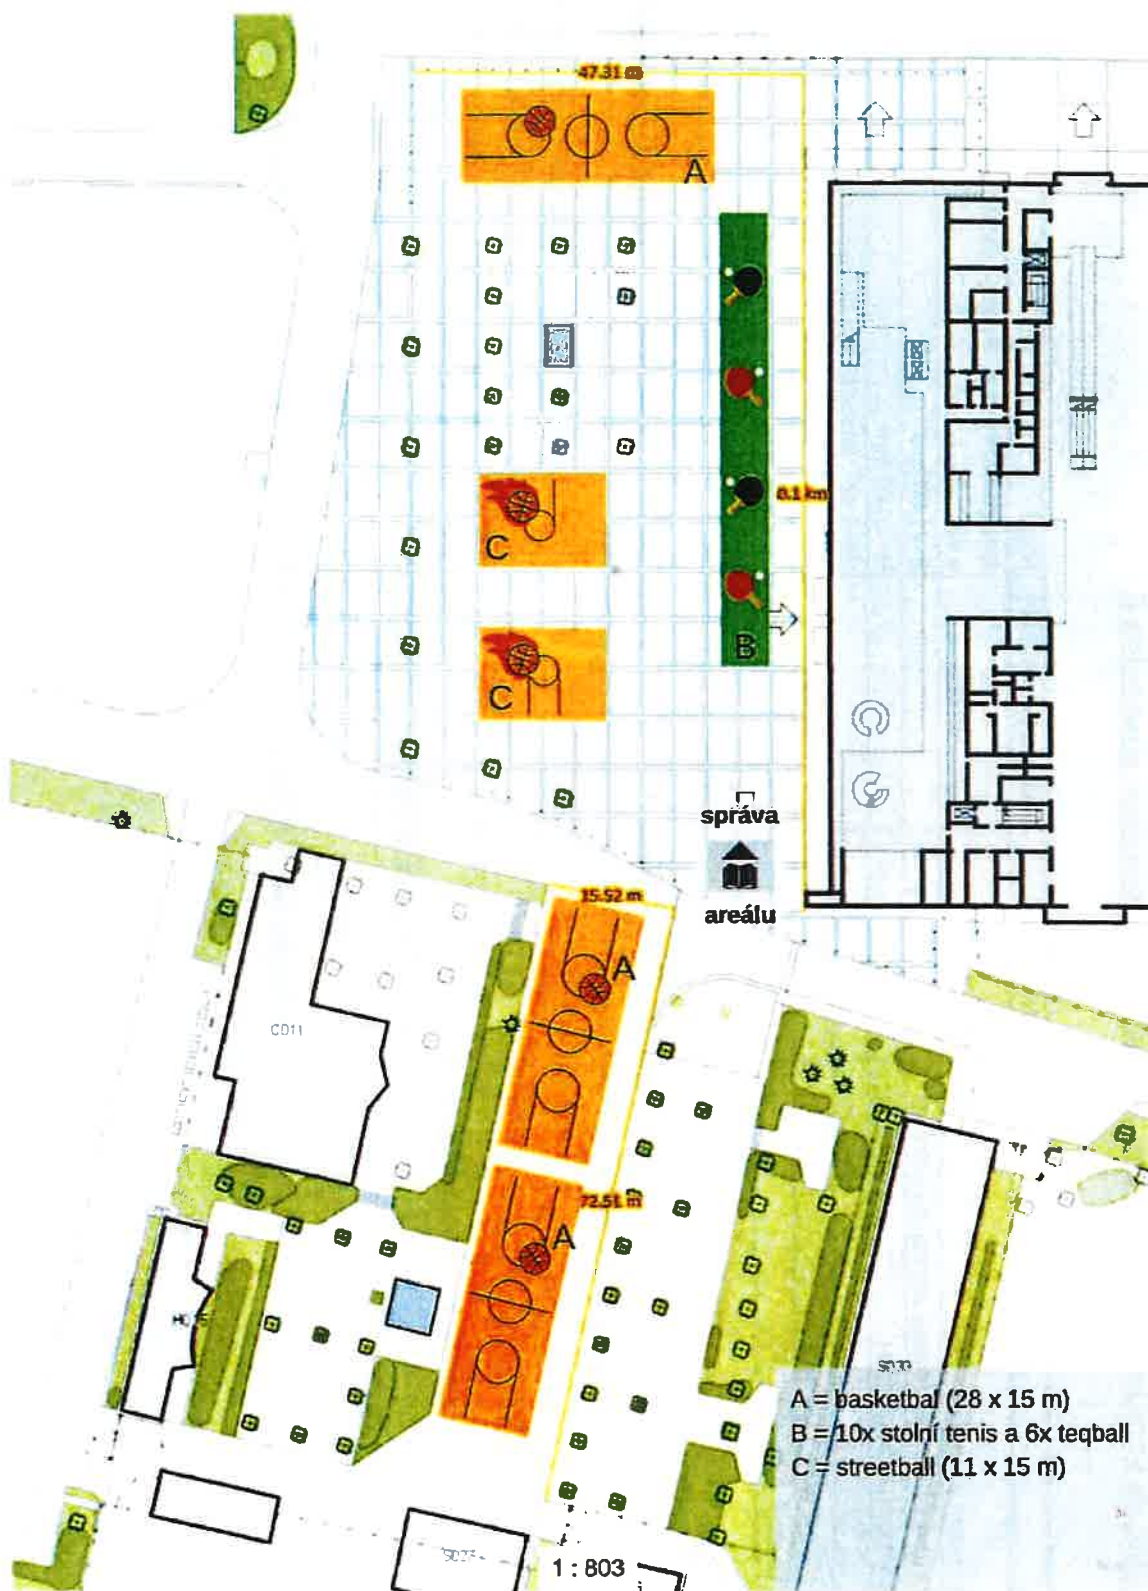 47.31 m
A
C
0.1 km
C
B
správa
areálu
15.52 m
A
CD11
72.51 m
A
A = basketbal (28 x 15 m)
B = 10x stolní tenis a 6x teqball
C = streetball (11 x 15 m)
1 : 803